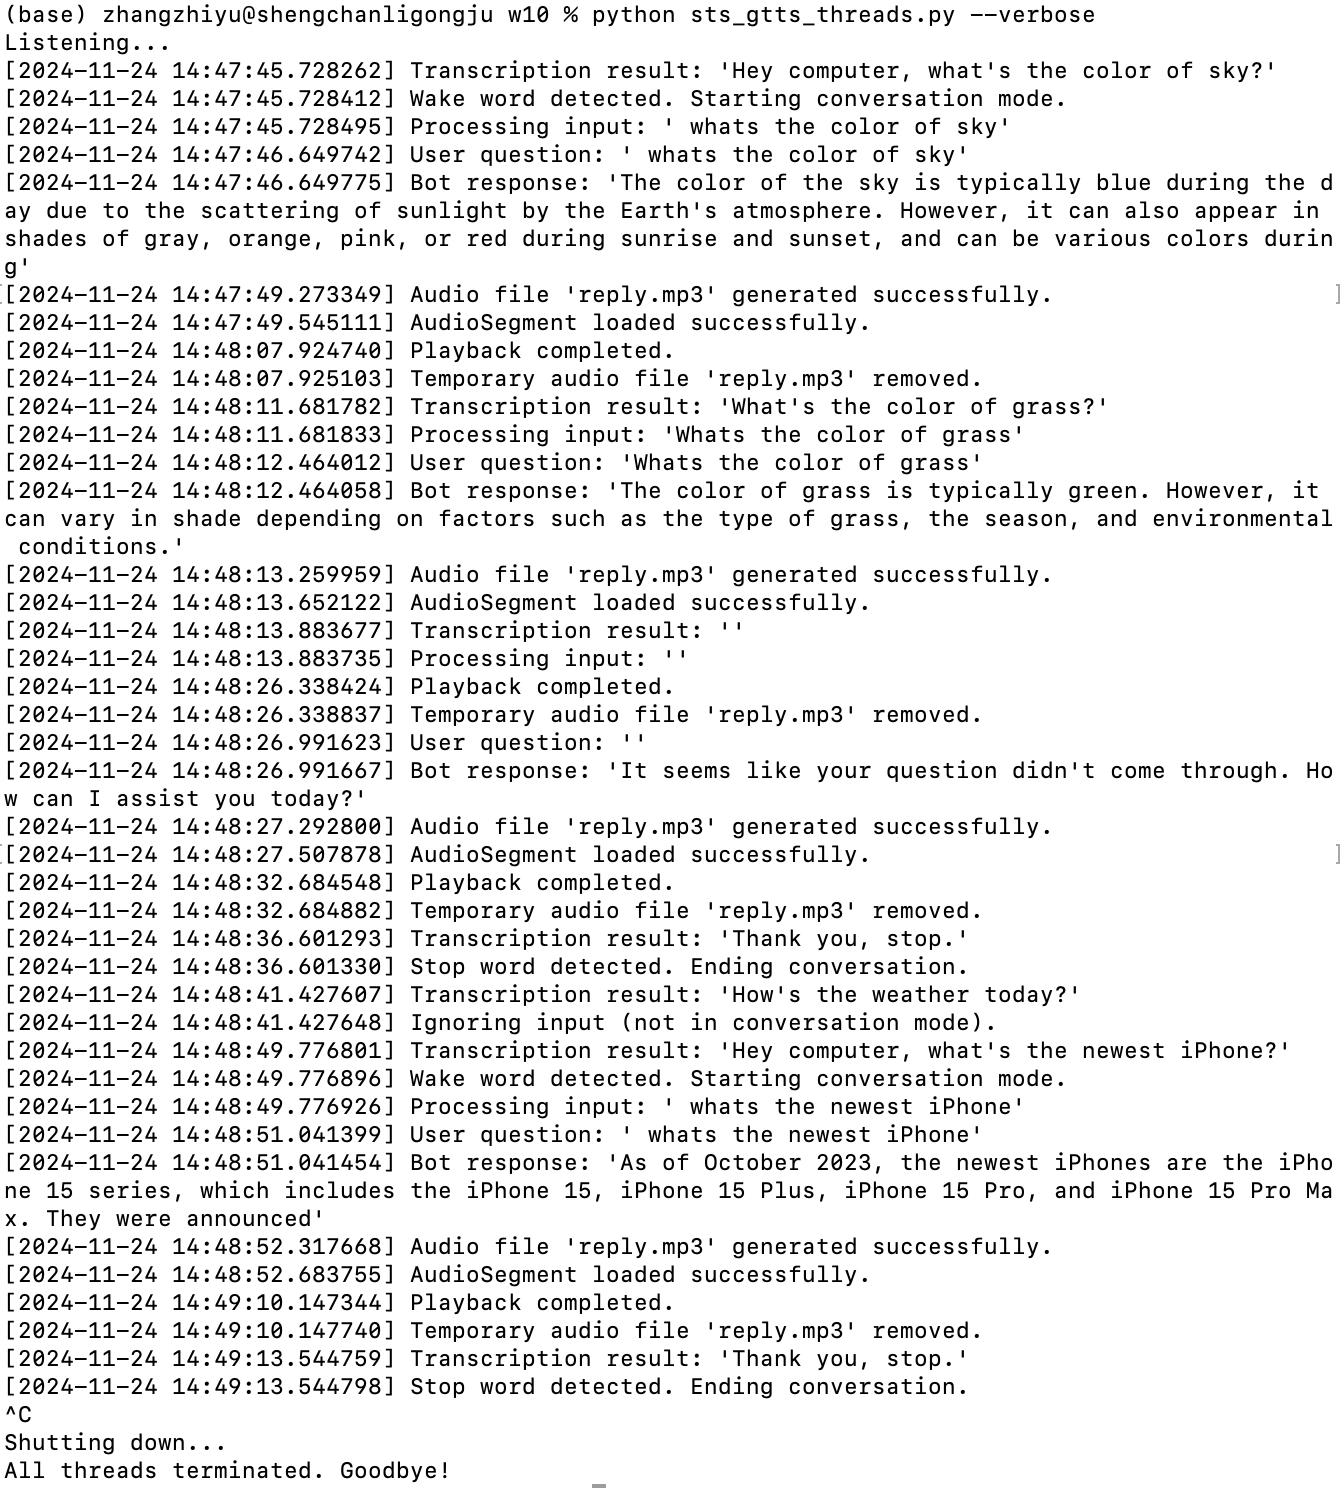 (base) zhangzhiyu@shengchanligongju w10 % python sts_gtts_threads.py --verbose
Listening...
[2024-11-24 14:47:45.728262] Transcription result: 'Hey computer, what's the color of sky?'
[2024-11-24 14:47:45.728412] Wake word detected. Starting conversation mode.
[2024-11-24 14:47:45.728495] Processing input: ' whats the color of sky'
[2024-11-24 14:47:46.649742] User question: ' whats the color of sky'
[2024-11-24 14:47:46.649775] Bot response: 'The color of the sky is typically blue during the d
ay due to the scattering of sunlight by the Earth's atmosphere. However, it can also appear in
shades of gray, orange, pink, or red during sunrise and sunset, and can be various colors durin
g'
[[2024-11-24 14:47:49.273349] Audio file 'reply.mp3' generated successfully. ]
[2024-11-24 14:47:49.545111] AudioSegment loaded successfully.
[2024-11-24 14:48:07.924740] Playback completed.
[2024-11-24 14:48:07.925103] Temporary audio file 'reply.mp3' removed.
[2024-11-24 14:48:11.681782] Transcription result: 'What's the color of grass?'
[2024-11-24 14:48:11.681833] Processing input: 'Whats the color of grass'
[2024-11-24 14:48:12.464012] User question: 'Whats the color of grass'
[2024-11-24 14:48:12.464058] Bot response: 'The color of grass is typically green. However, it
can vary in shade depending on factors such as the type of grass, the season, and environmental
 conditions.'
[2024-11-24 14:48:13.259959] Audio file 'reply.mp3' generated successfully.
[2024-11-24 14:48:13.652122] AudioSegment loaded successfully.
[2024-11-24 14:48:13.883677] Transcription result: ''
[2024-11-24 14:48:13.883735] Processing input: ''
[2024-11-24 14:48:26.338424] Playback completed.
[2024-11-24 14:48:26.338837] Temporary audio file 'reply.mp3' removed.
[2024-11-24 14:48:26.991623] User question: ''
[2024-11-24 14:48:26.991667] Bot response: 'It seems like your question didn't come through. Ho
w can I assist you today?'
[2024-11-24 14:48:27.292800] Audio file 'reply.mp3' generated successfully.
[[2024-11-24 14:48:27.507878] AudioSegment loaded successfully. ]
[2024-11-24 14:48:32.684548] Playback completed.
[2024-11-24 14:48:32.684882] Temporary audio file 'reply.mp3' removed.
[2024-11-24 14:48:36.601293] Transcription result: 'Thank you, stop.'
[2024-11-24 14:48:36.601330] Stop word detected. Ending conversation.
[2024-11-24 14:48:41.427607] Transcription result: 'How's the weather today?'
[2024-11-24 14:48:41.427648] Ignoring input (not in conversation mode).
[2024-11-24 14:48:49.776801] Transcription result: 'Hey computer, what's the newest iPhone?'
[2024-11-24 14:48:49.776896] Wake word detected. Starting conversation mode.
[2024-11-24 14:48:49.776926] Processing input: ' whats the newest iPhone'
[2024-11-24 14:48:51.041399] User question: ' whats the newest iPhone'
[2024-11-24 14:48:51.041454] Bot response: 'As of October 2023, the newest iPhones are the iPho
ne 15 series, which includes the iPhone 15, iPhone 15 Plus, iPhone 15 Pro, and iPhone 15 Pro Ma
x. They were announced'
[2024-11-24 14:48:52.317668] Audio file 'reply.mp3' generated successfully.
[2024-11-24 14:48:52.683755] AudioSegment loaded successfully.
[2024-11-24 14:49:10.147344] Playback completed.
[2024-11-24 14:49:10.147740] Temporary audio file 'reply.mp3' removed.
[2024-11-24 14:49:13.544759] Transcription result: 'Thank you, stop.'
[2024-11-24 14:49:13.544798] Stop word detected. Ending conversation.
^C
Shutting down...
All threads terminated. Goodbye!